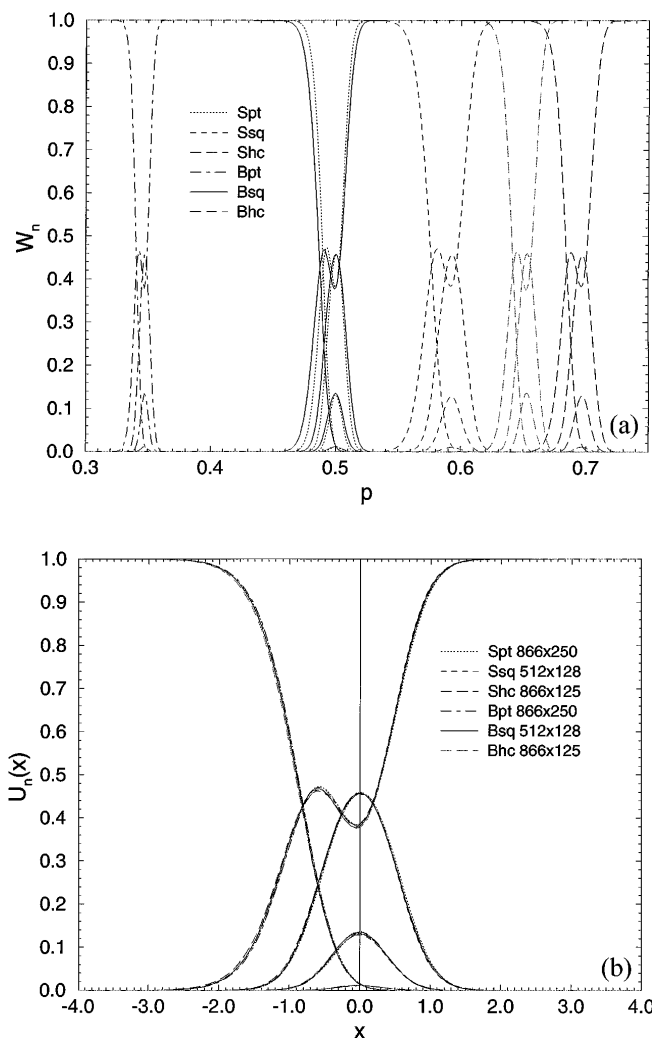 1.0
0.9
0.8
0.7
0.6
0.5
0.4
0.3
0.2
0.1
0.0
Wn
Spt
Ssq
Shc
Bpt
Bsq
Bhc
(a)
0.3 0.4 0.5 0.6 0.7
p
1.0
0.9
0.8
0.7
0.6
0.5
0.4
0.3
0.2
0.1
0.0
Un(x)
Spt 866x250
Ssq 512x128
Shc 866x125
Bpt 866x250
Bsq 512x128
Bhc 866x125
(b)
-4.0 -3.0 -2.0 -1.0 0.0 1.0 2.0 3.0 4.0
x